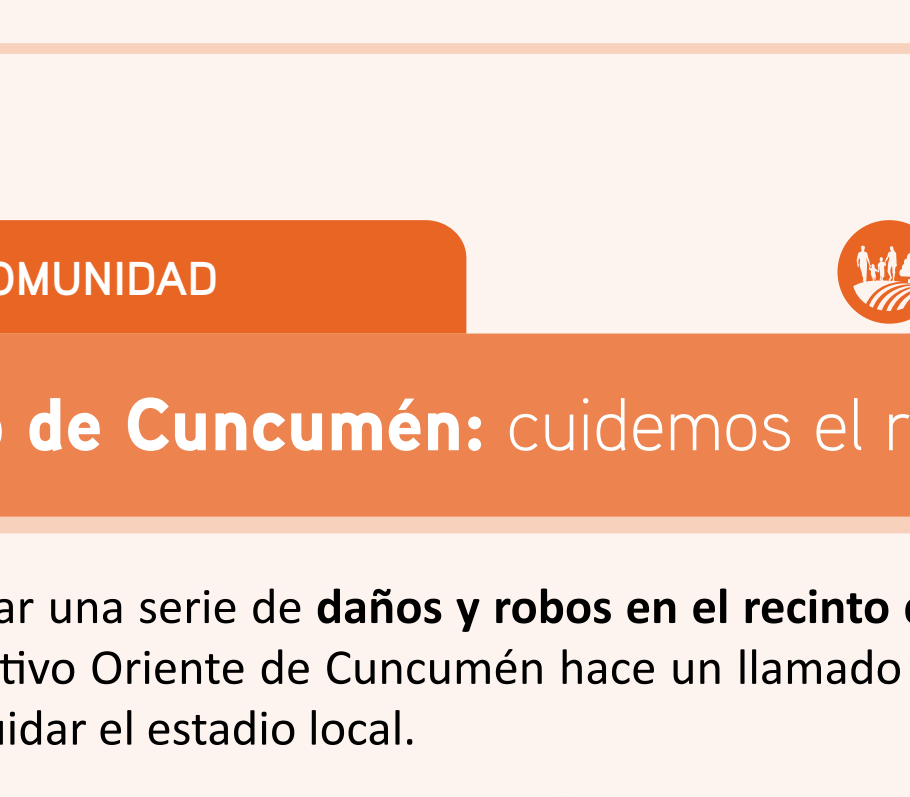 OMUNIDAD
de Cuncumén: cuidemos el r
ar una serie de daños y robos en el recinto
tivo Oriente de Cuncumén hace un llamado
uidar el estadio local.